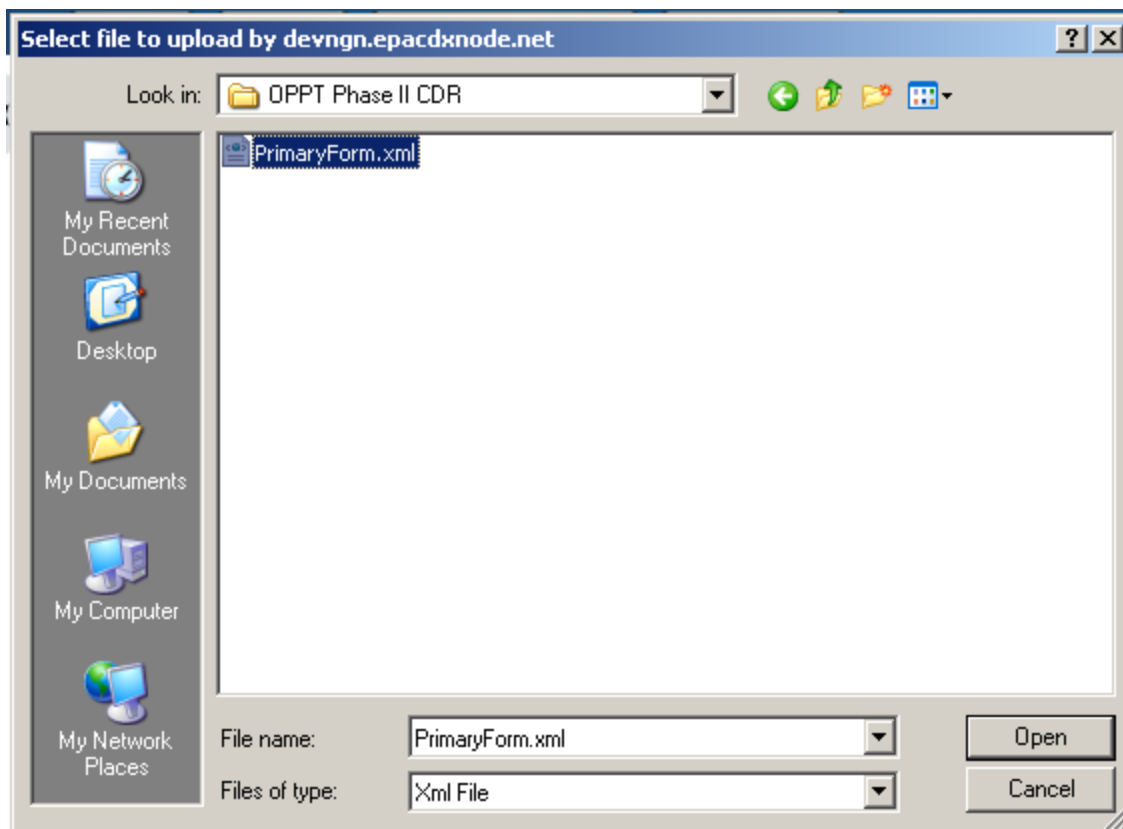 Select file to upload by devngn.epacdxnode.net
Look in:
OPPT Phase II CDR
PrimaryForm.xml
My Recent
Documents
Desktop
My Documents
My Computer
My Network
Places
File name:
PrimaryForm.xml
Open
Files of type:
Xml File
Cancel